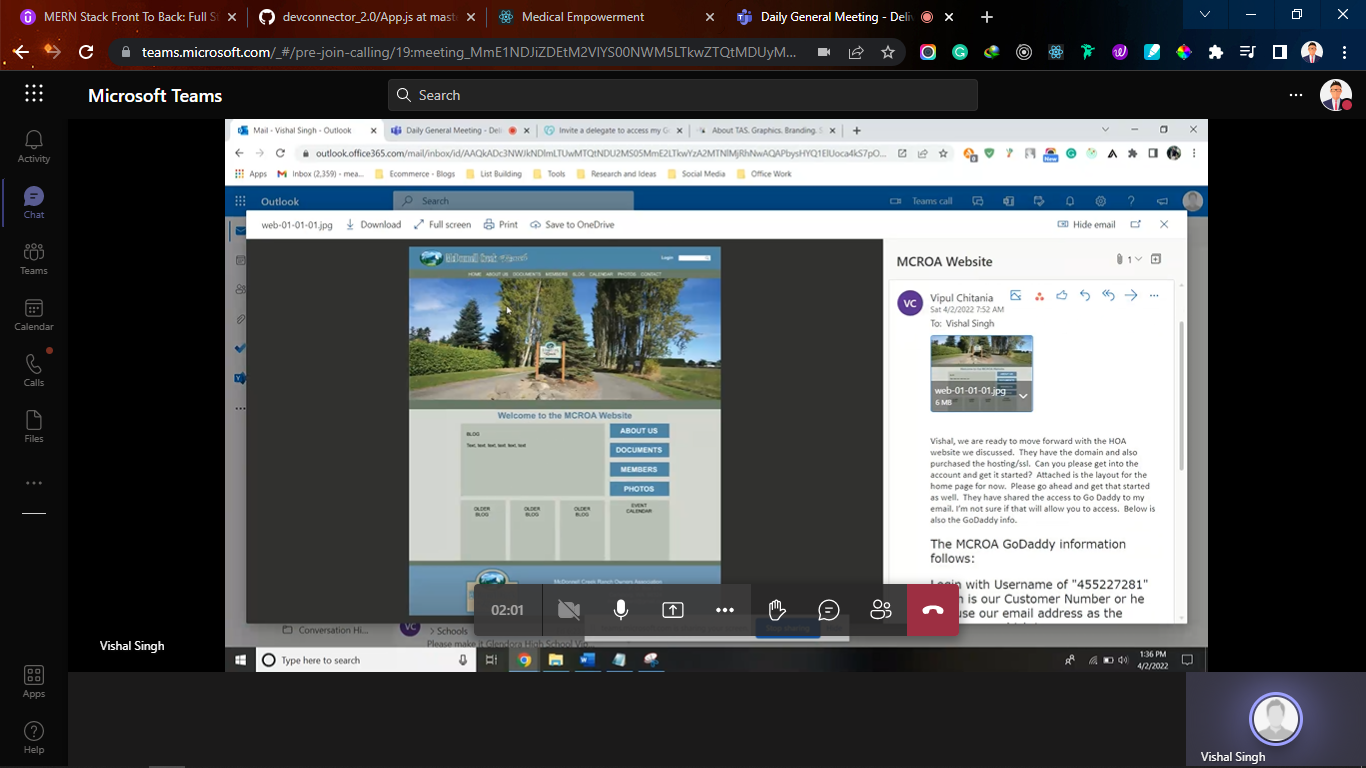 MERN Stack Front To Back: Full S
devconnector_2.0/App.js at mast
Medical Empowerment
Daily General Meeting - Deli
teams.microsoft.com/_#/pre-join-calling/19:meeting_MmE1NDJiZDEtM2VlYS00NWM5LTkwZTQtMDUyM...
Microsoft Teams
Search
Activity
Chat
Teams
Calendar
Calls
Files
Apps
Help
Mail - Vishal Singh - Outlook
Daily General Meeting - Deli
Invite a delegate to access my G
About TAS. Graphics. Branding. S
Apps
Inbox (2,359) - mea...
Ecommerce - Blogs
List Building
Tools
Research and Ideas
Social Media
Office Work
Outlook
Search
Teams call
web-01-01-01.jpg
Download
Full screen
Print
Save to OneDrive
Hide email
Login
HOME ABOUT US DOCUMENTS MEMBERS BLOG CALENDAR PHOTOS CONTACT
Welcome to the MCROA Website
BLOG
Text, text, text, text, text, text
ABOUT US
DOCUMENTS
MEMBERS
PHOTOS
OLDER BLOG
OLDER BLOG
OLDER BLOG
EVENT CALENDAR
McDonnell Creek Ranch Owners Association
MCROA Website
1
VC
Vipul Chitania
Sat 4/2/2022 7:52 AM
To: Vishal Singh
web-01-01-01.jpg
6 MB
Vishal, we are ready to move forward with the HOA
website we discussed. They have the domain and also
purchased the hosting/ssl. Can you please get into the
account and get it started? Attached is the layout for the
home page for now. Please go ahead and get that started
as well. They have shared the access to Go Daddy to my
email. I'm not sure if that will allow you to access. Below is
also the GoDaddy info.
The MCROA GoDaddy information
follows:
Login with Username of "455227281"
is our Customer Number or he
use our email address as the
02:01
Conversation Hi...
VC
> Schools
Please make it Glendora High School
Stop sharing
Vishal Singh
Type here to search
1:36 PM
4/2/2022
Vishal Singh